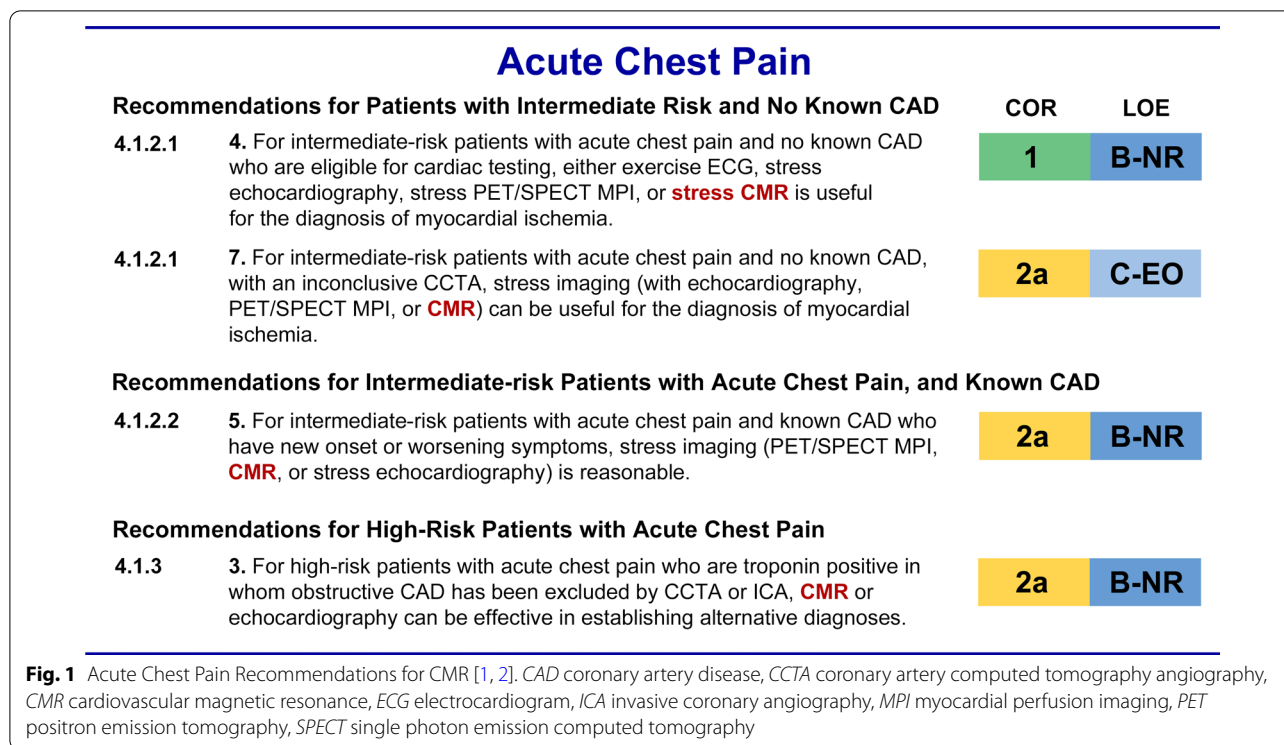 Acute Chest Pain
Recommendations for Patients with Intermediate Risk and No Known CAD
COR LOE
4.1.2.1 4. For intermediate-risk patients with acute chest pain and no known CAD
who are eligible for cardiac testing, either exercise ECG, stress
echocardiography, stress PET/SPECT MPI, or stress CMR is useful
for the diagnosis of myocardial ischemia.
1 B-NR
4.1.2.1 7. For intermediate-risk patients with acute chest pain and no known CAD,
with an inconclusive CCTA, stress imaging (with echocardiography,
PET/SPECT MPI, or CMR) can be useful for the diagnosis of myocardial
ischemia.
2a C-EO
Recommendations for Intermediate-risk Patients with Acute Chest Pain, and Known CAD
4.1.2.2 5. For intermediate-risk patients with acute chest pain and known CAD who
have new onset or worsening symptoms, stress imaging (PET/SPECT MPI,
CMR, or stress echocardiography) is reasonable.
2a B-NR
Recommendations for High-Risk Patients with Acute Chest Pain
4.1.3 3. For high-risk patients with acute chest pain who are troponin positive in
whom obstructive CAD has been excluded by CCTA or ICA, CMR or
echocardiography can be effective in establishing alternative diagnoses.
2a B-NR
Fig. 1 Acute Chest Pain Recommendations for CMR [1, 2]. CAD coronary artery disease, CCTA coronary artery computed tomography angiography,
CMR cardiovascular magnetic resonance, ECG electrocardiogram, ICA invasive coronary angiography, MPI myocardial perfusion imaging, PET
positron emission tomography, SPECT single photon emission computed tomography